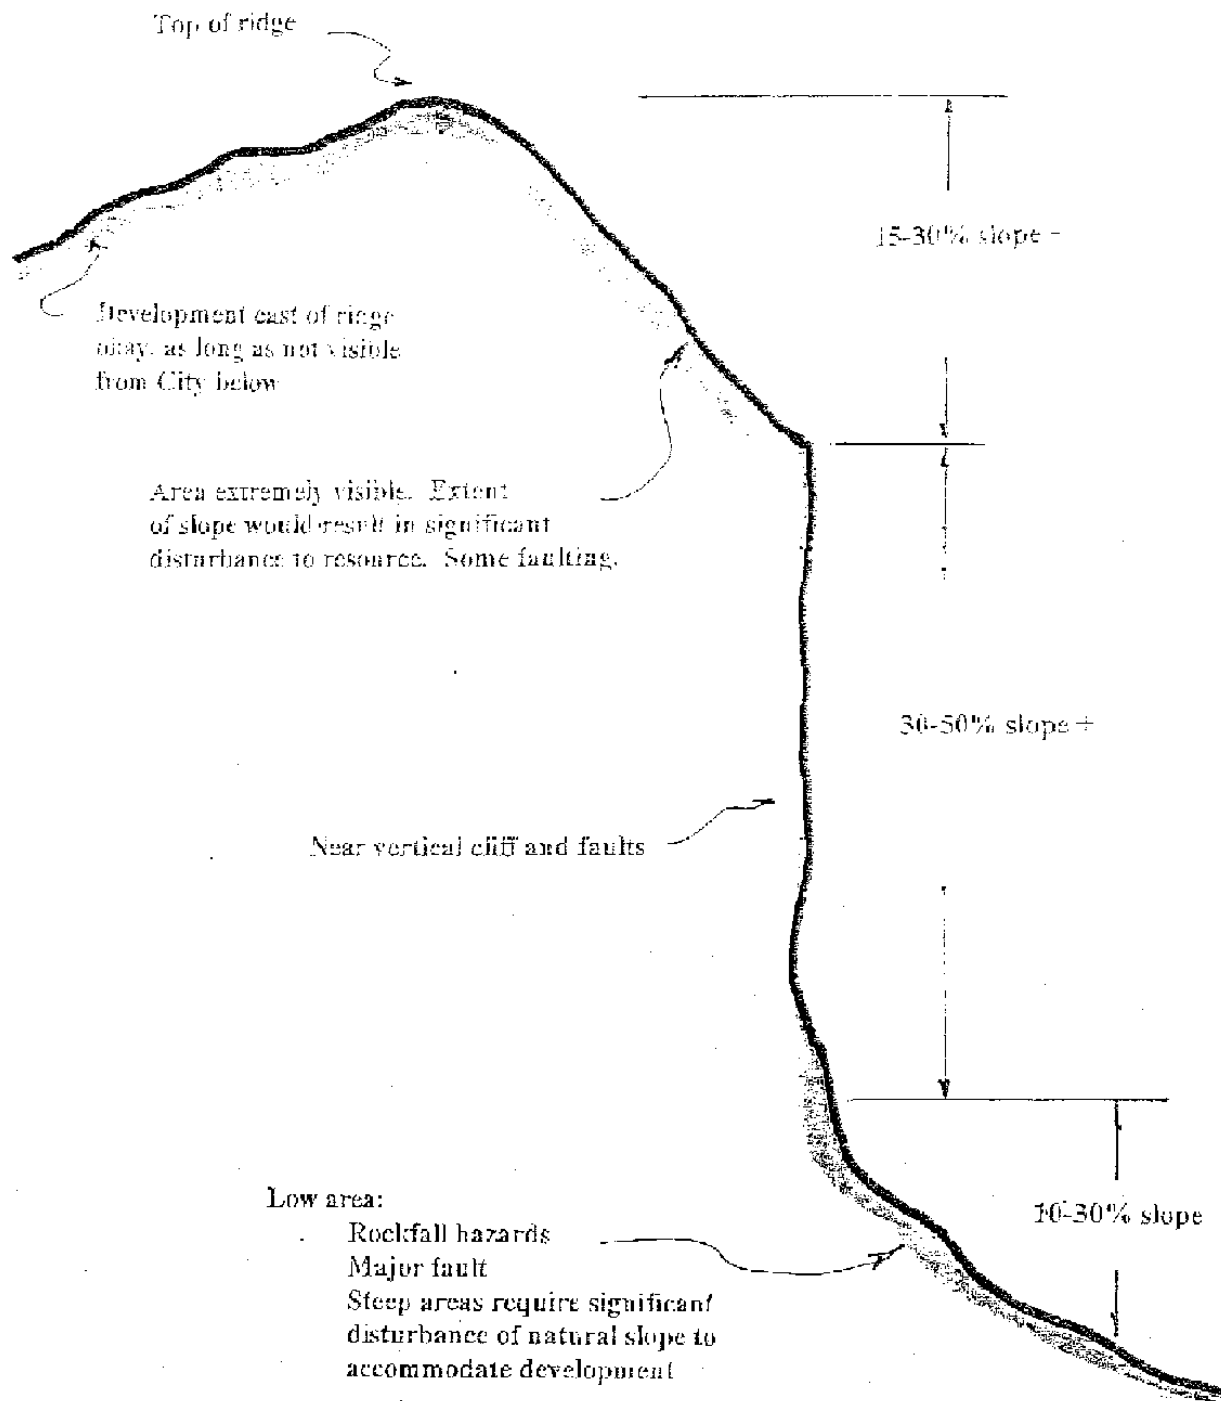 Top of ridge
15-30% slope -
Development east of ridge
okay, as long as not visible
from City below
Area extremely visible. Extent
of slope would result in significant
disturbance to resource. Some faulting.
30-50% slope +
Near vertical cliff and faults
Low area:
Rockfall hazards
Major fault
Steep areas require significant
disturbance of natural slope to
accommodate development
10-30% slope